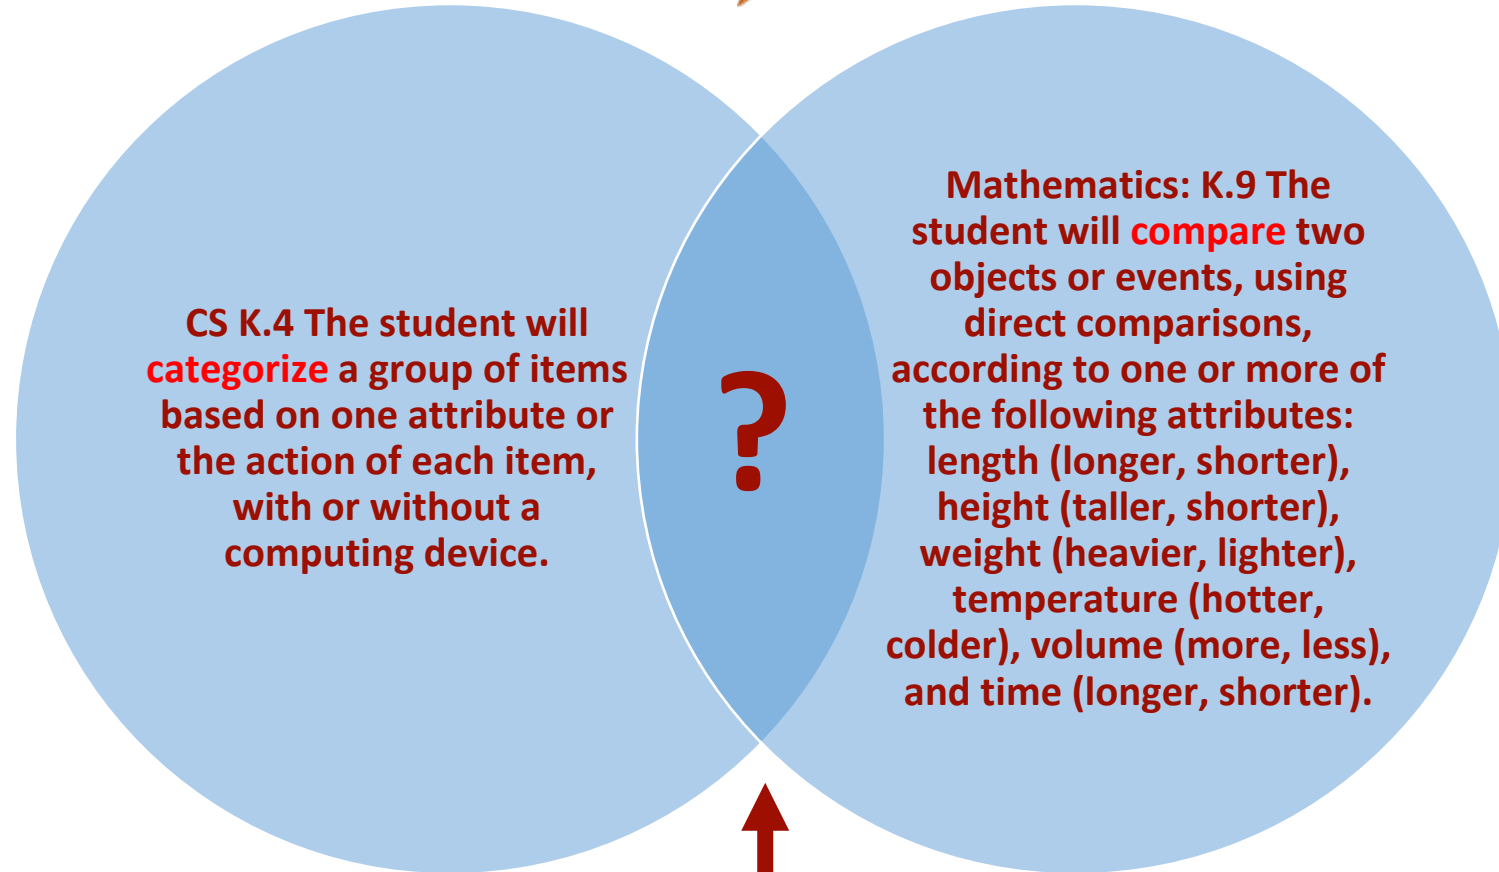 CS K.4 The student will
categorize a group of items
based on one attribute or
the action of each item,
with or without a
computing device.
?
Mathematics: K.9 The
student will compare two
objects or events, using
direct comparisons,
according to one or more of
the following attributes:
length (longer, shorter),
height (taller, shorter),
weight (heavier, lighter),
temperature (hotter,
colder), volume (more, less),
and time (longer, shorter).